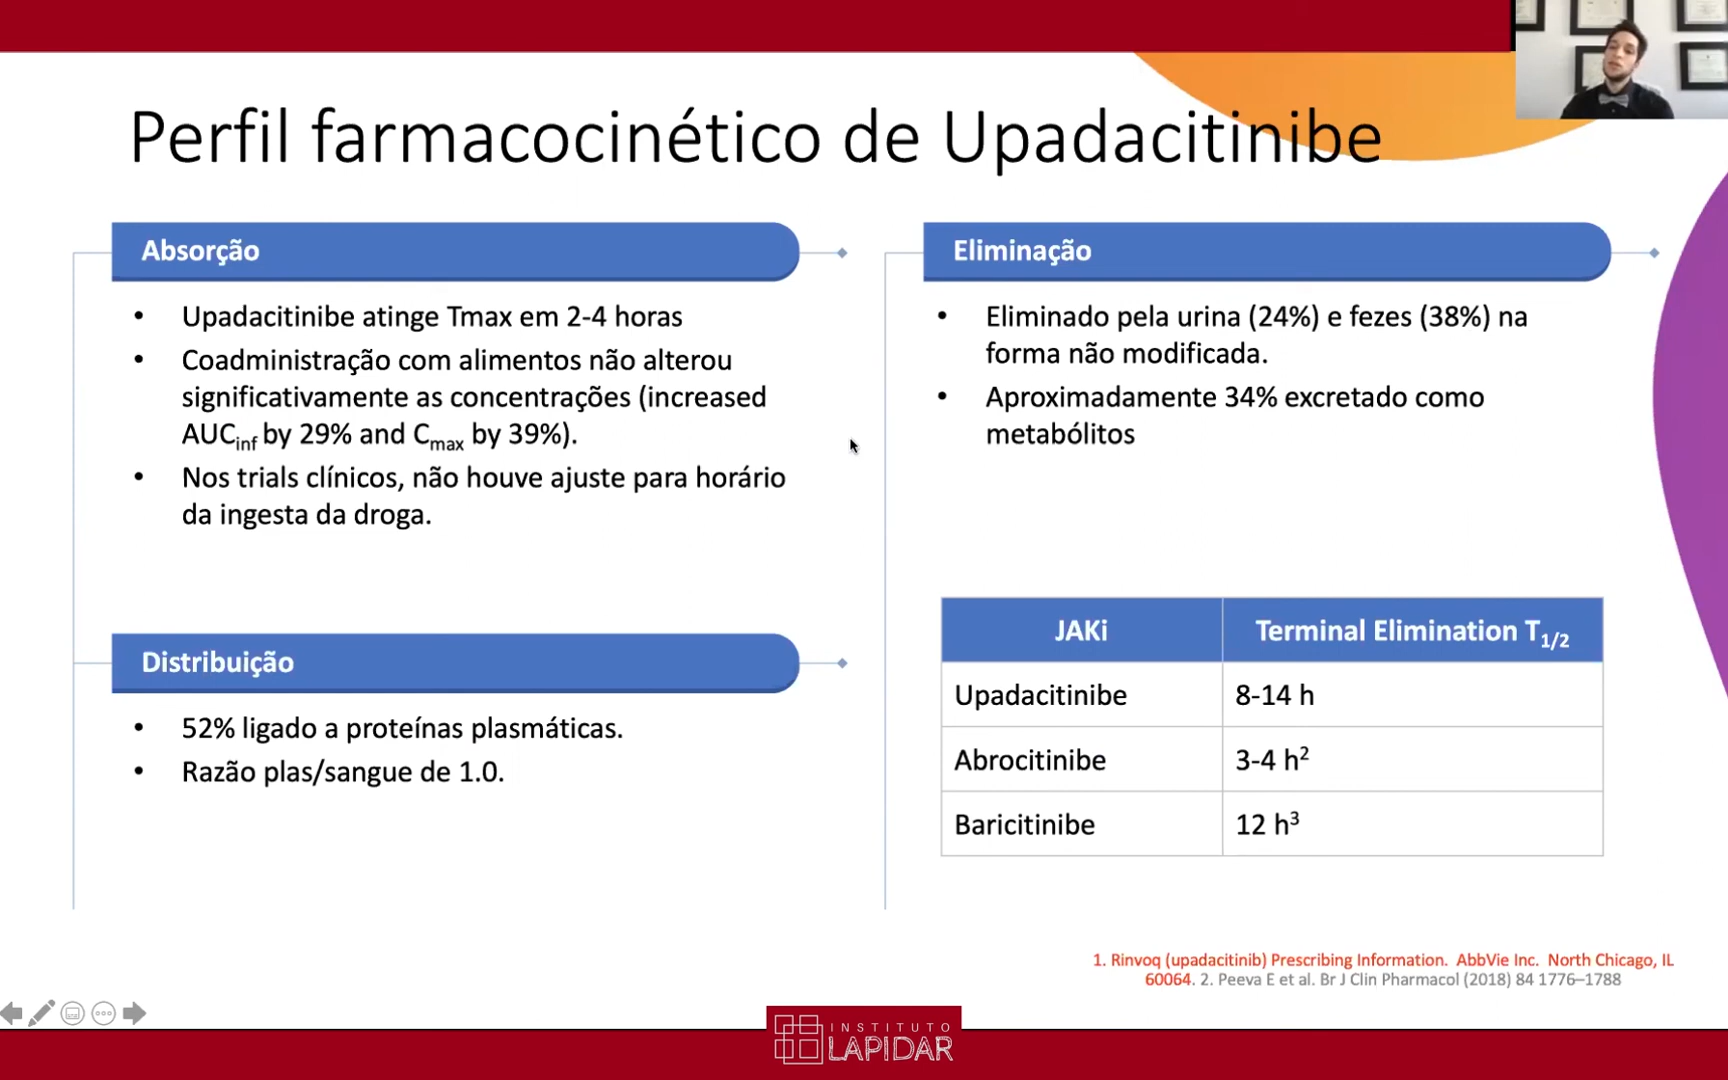 Perfil farmacocinético de Upadacitinibe
Absorção
• Upadacitinibe atinge Tmax em 2-4 horas
• Coadministração com alimentos não alterou
significativamente as concentrações (increased
AUCinf by 29% and Cmax by 39%).
• Nos trials clínicos, não houve ajuste para horário
da ingesta da droga.
Distribuição
• 52% ligado a proteínas plasmáticas.
• Razão plas/sangue de 1.0.
Eliminação
• Eliminado pela urina (24%) e fezes (38%) na
forma não modificada.
• Aproximadamente 34% excretado como
metabólitos
JAKi Terminal Elimination T1/2
Upadacitinibe 8-14 h
Abrocitinibe 3-4 h²
Baricitinibe 12 h³
1. Rinvoq (upadacitinib) Prescribing Information. AbbVie Inc. North Chicago, IL
60064. 2. Peeva E et al. Br J Clin Pharmacol (2018) 84 1776–1788
INSTITUTO
LAPIDAR